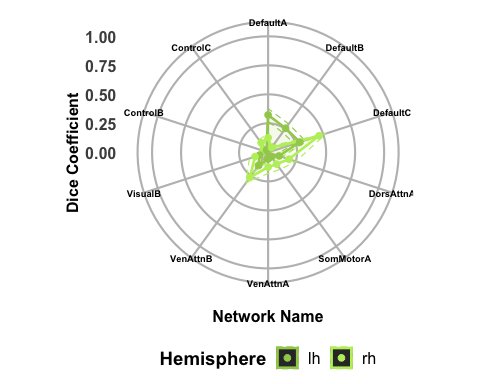 DefaultA
1.00
ControlC
DefaultB
0.75
0.50
ControlB
DefaultC
0.25
0.00
Dice Coefficient
VisualB
DorsAttnA
VenAttnB
SomMotorA
VenAttnA
Network Name
Hemisphere lh rh